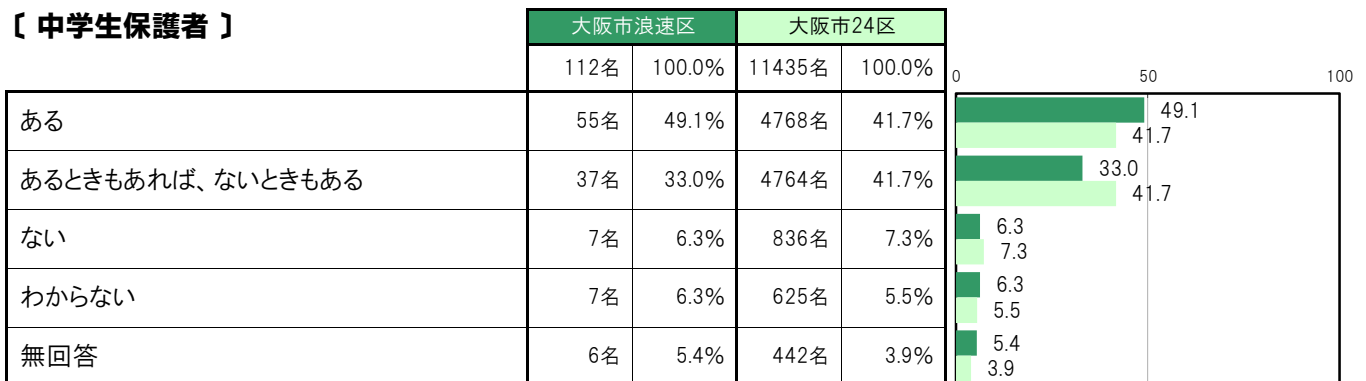 〔 中学生保護者 〕
大阪市浪速区 大阪市24区
112名 100.0% 11435名 100.0% 0 50 100
ある 55名 49.1% 4768名 41.7% 49.1
41.7
あるときもあれば、ないときもある 37名 33.0% 4764名 41.7% 33.0
41.7
ない 7名 6.3% 836名 7.3% 6.3
7.3
わからない 7名 6.3% 625名 5.5% 6.3
5.5
無回答 6名 5.4% 442名 3.9% 5.4
3.9